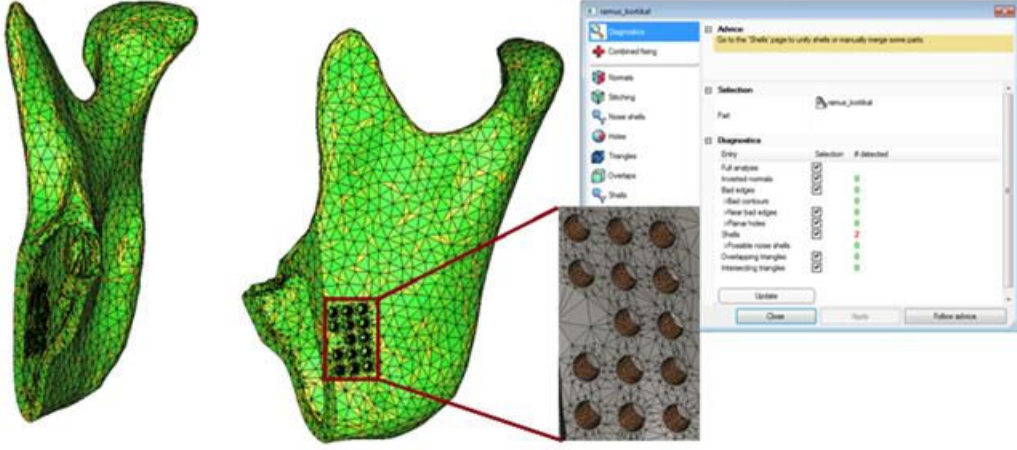 ramus_kortikal
Diagnostics
Combined fixing
Normals
Stitching
Noise shells
Holes
Triangles
Overlaps
Shells
Advice
Go to the 'Shells' page to unify shells or manually merge some parts
Selection
Part
ramus_kortikal
Diagnostics
Entry Selection # detected
Full analyse
Inverted normals 0
Bad edges 0
>Bad contours 0
>Near bad edges 0
>Planar holes 0
Shells 2
>Possible noise shells 0
Overlapping triangles 0
Intersecting triangles 0
Update
Close Apply Follow advice